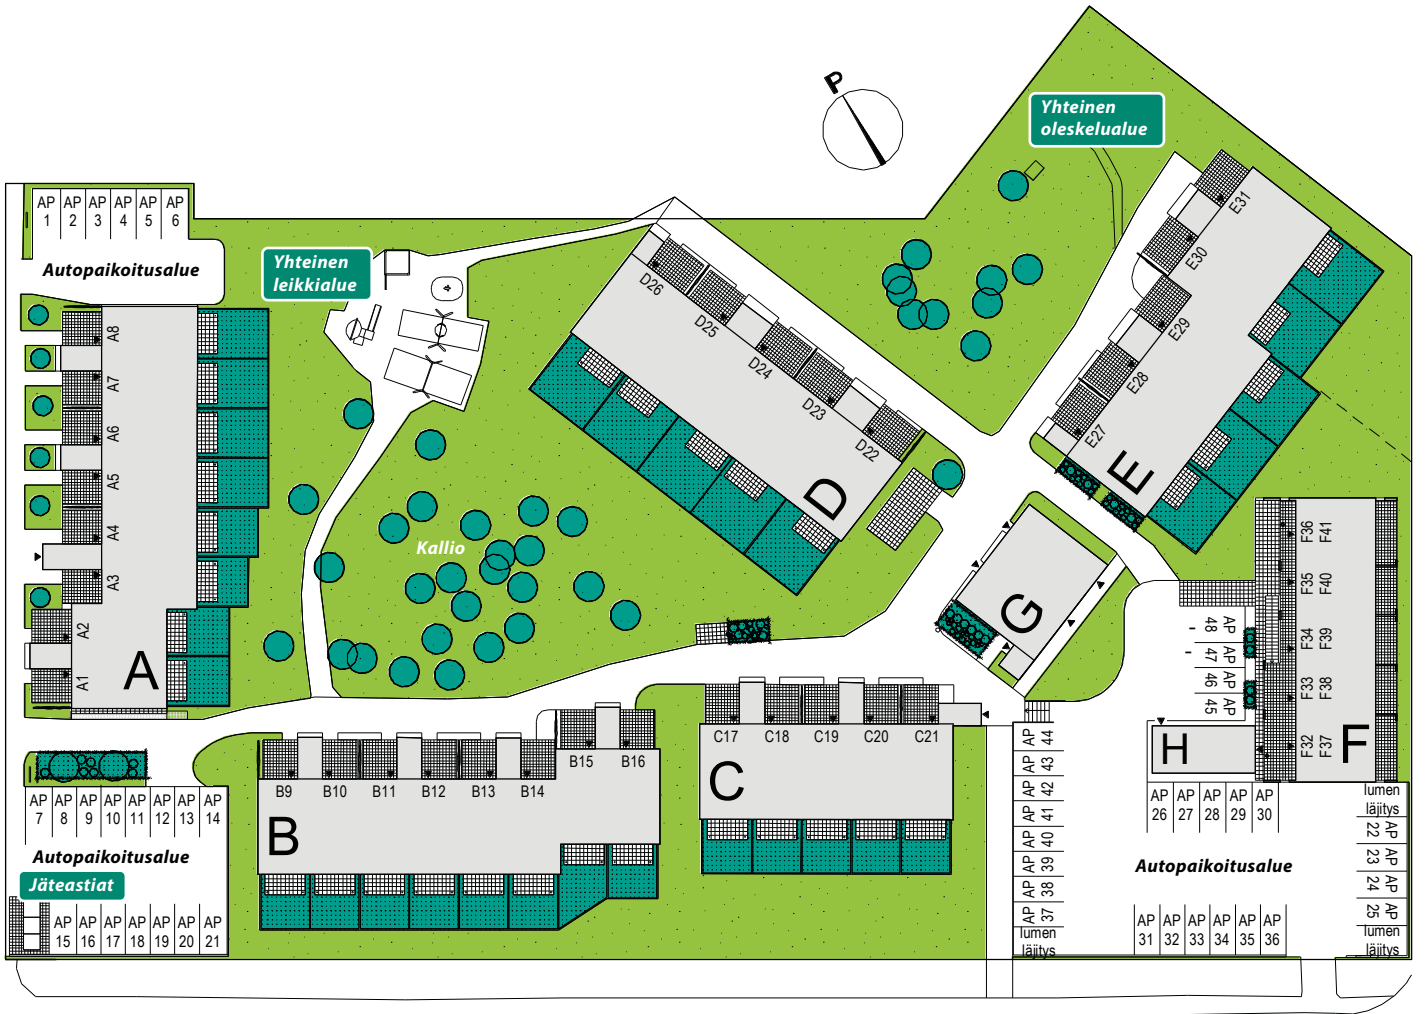 P
Yhteinen
oleskelualue
AP 1
AP 2
AP 3
AP 4
AP 5
AP 6
Autopaikoitusalue
Yhteinen
leikkialue
A8
A7
A6
A5
A4
A3
A2
A1
A
D26
D25
D24
D23
D22
D
E31
E30
E29
E28
E27
E
Kallio
G
F36
F41
F35
F40
F34
F39
F33
F38
F32
F37
F
AP 48
AP 47
AP 46
AP 45
H
B9
B10
B11
B12
B13
B14
B15
B16
B
C17
C18
C19
C20
C21
C
AP 7
AP 8
AP 9
AP 10
AP 11
AP 12
AP 13
AP 14
Autopaikoitusalue
Jäteastiat
AP 15
AP 16
AP 17
AP 18
AP 19
AP 20
AP 21
AP 44
AP 43
AP 42
AP 41
AP 40
AP 39
AP 38
AP 37
lumen
läjitys
AP 26
AP 27
AP 28
AP 29
AP 30
lumen
läjitys
AP 22
AP 23
AP 24
AP 25
lumen
läjitys
Autopaikoitusalue
AP 31
AP 32
AP 33
AP 34
AP 35
AP 36